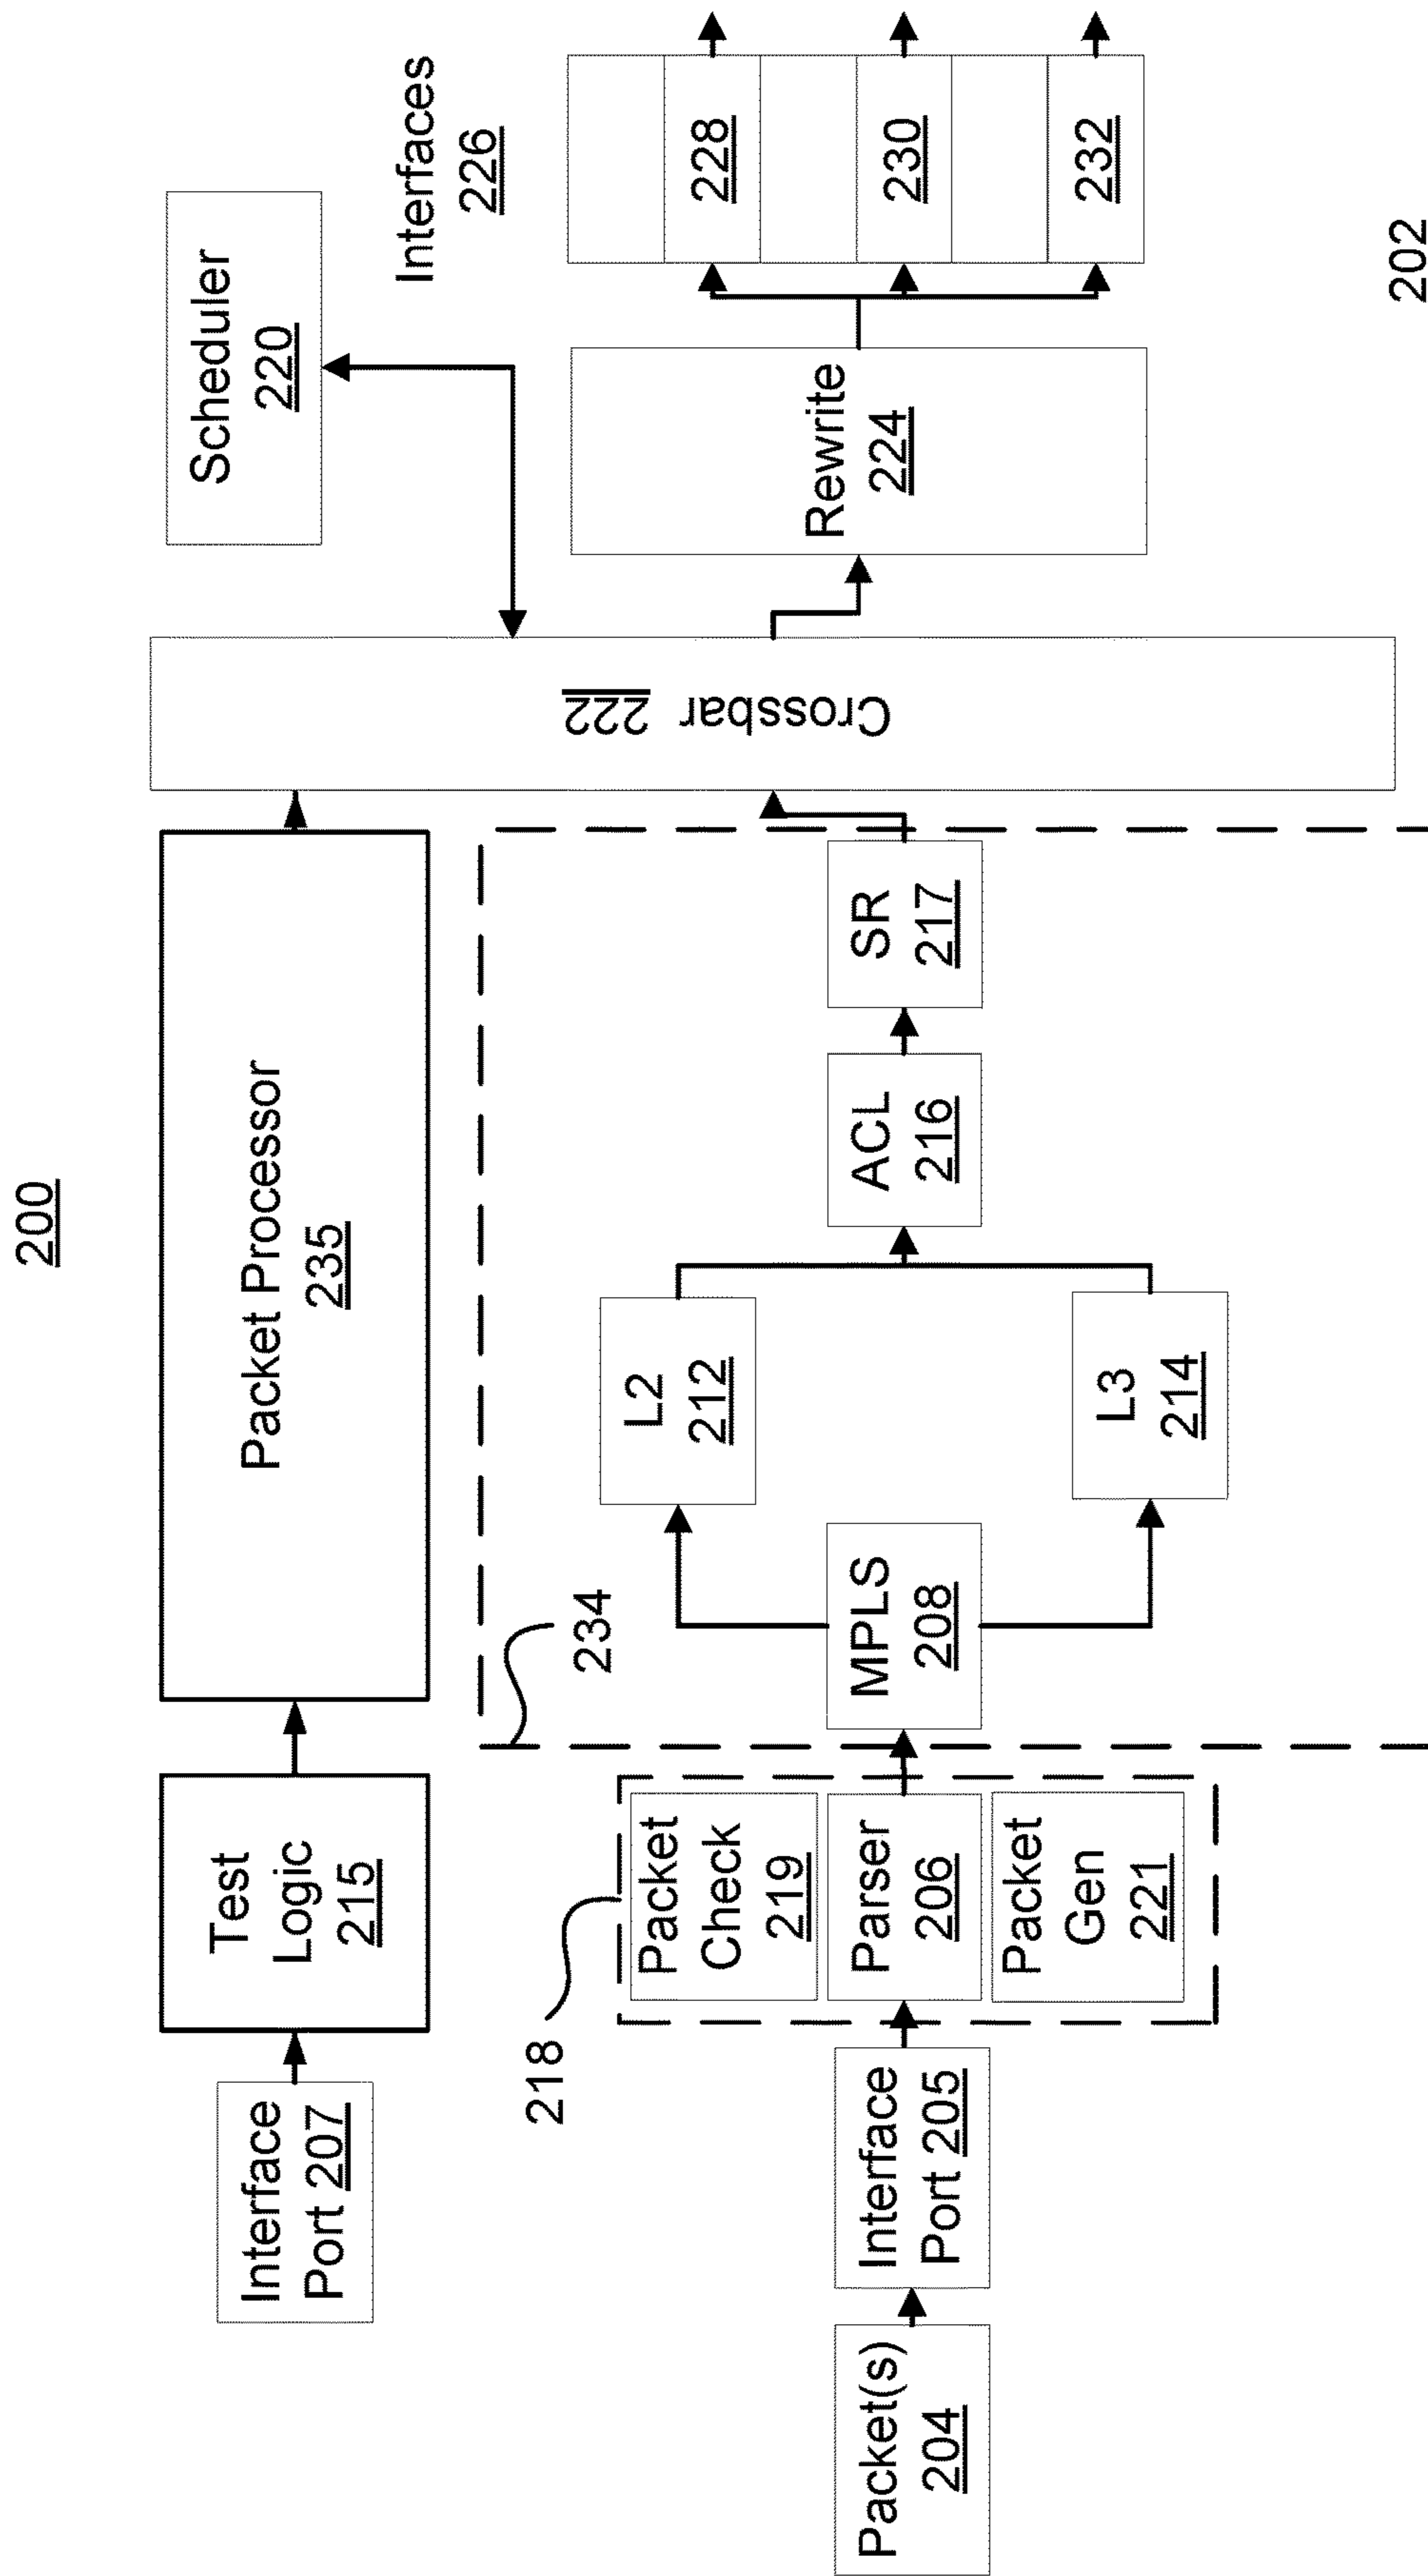 200
Interface
Port 207
Test
Logic
215
Packet Processor
235
Scheduler
220
Crossbar 222
Interfaces
226
218
234
Packet(s)
204
Interface
Port 205
Packet
Check
219
Parser
206
Packet
Gen
221
MPLS
208
L2
212
L3
214
ACL
216
SR
217
Rewrite
224
228
230
232
202